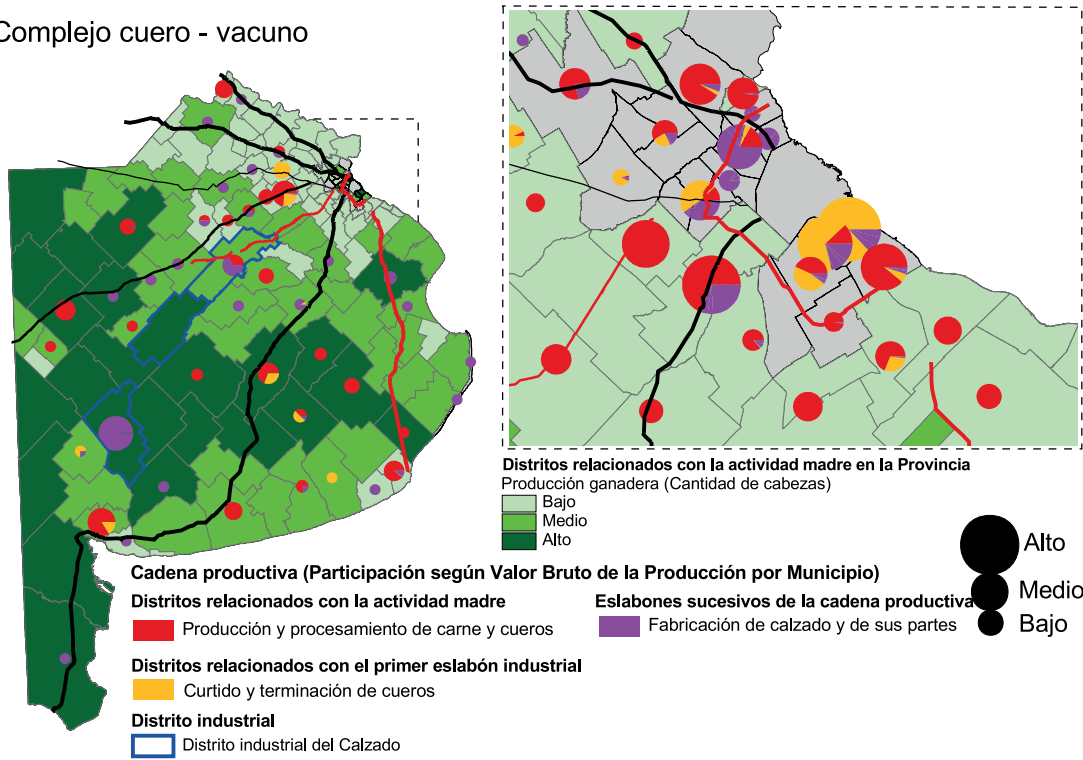 Complejo cuero - vacuno
Distritos relacionados con la actividad madre en la Provincia
Producción ganadera (Cantidad de cabezas)
Bajo
Medio
Alto
Alto
Medio
Bajo
Cadena productiva (Participación según Valor Bruto de la Producción por Municipio)
Distritos relacionados con la actividad madre
Producción y procesamiento de carne y cueros
Eslabones sucesivos de la cadena productiva
Fabricación de calzado y de sus partes
Distritos relacionados con el primer eslabón industrial
Curtido y terminación de cueros
Distrito industrial
Distrito industrial del Calzado